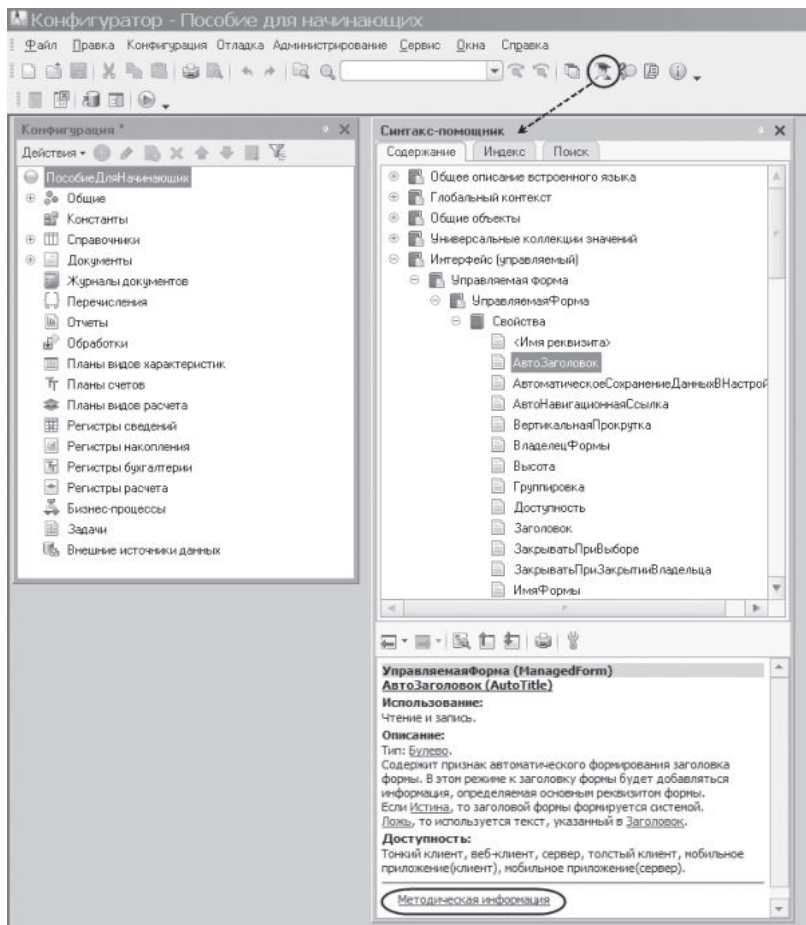 Конфигуратор - Пособие для начинающих
Файл Правка Конфигурация Отладка Администрирование Сервис Окна Справка
Конфигурация *
Действия
ПособиеДляНачинающих
Общие
Константы
Справочники
Документы
Журналы документов
Перечисления
Отчеты
Обработки
Планы видов характеристик
Планы счетов
Планы видов расчета
Регистры сведений
Регистры накопления
Регистры бухгалтерии
Регистры расчета
Бизнес-процессы
Задачи
Внешние источники данных
Синтакс-помощник
Содержание Индекс Поиск
Общее описание встроенного языка
Глобальный контекст
Общие объекты
Универсальные коллекции значений
Интерфейс (управляемый)
Управляемая форма
УправляемаяФорма
Свойства
<Имя реквизита>
АвтоЗаголовок
АвтоматическоеСохранениеДанныхВНастрой
АвтоНавигационнаяСсылка
ВертикальнаяПрокрутка
ВладелецФормы
Высота
Группировка
Доступность
Заголовок
ЗакрыватьПриВыборе
ЗакрыватьПриЗакрытииВладельца
ИмяФормы
УправляемаяФорма (ManagedForm)
АвтоЗаголовок (AutoTitle)
Использование:
Чтение и запись.
Описание:
Тип: Булево.
Содержит признак автоматического формирования заголовка
формы. В этом режиме к заголовку формы будет добавляться
информация, определяемая основным реквизитом формы.
Если Истина, то заголовой формы формируется системой.
Ложь, то используется текст, указанный в Заголовок.
Доступность:
Тонкий клиент, веб-клиент, сервер, толстый клиент, мобильное
приложение(клиент), мобильное приложение(сервер).
Методическая информация